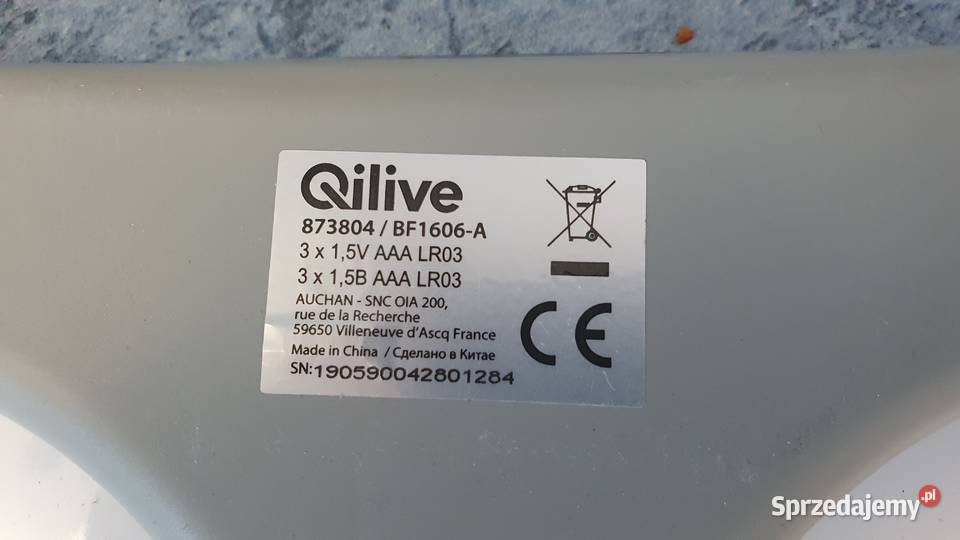 Qilive
873804 / BF1606-A
3 x 1,5V AAA LR03
3 x 1,5B AAA LR03
AUCHAN - SNC OIA 200,
rue de la Recherche
59650 Villeneuve d'Ascq France
Made in China / Сделано в Китае
SN:190590042801284
CE
Sprzedajemy.pl